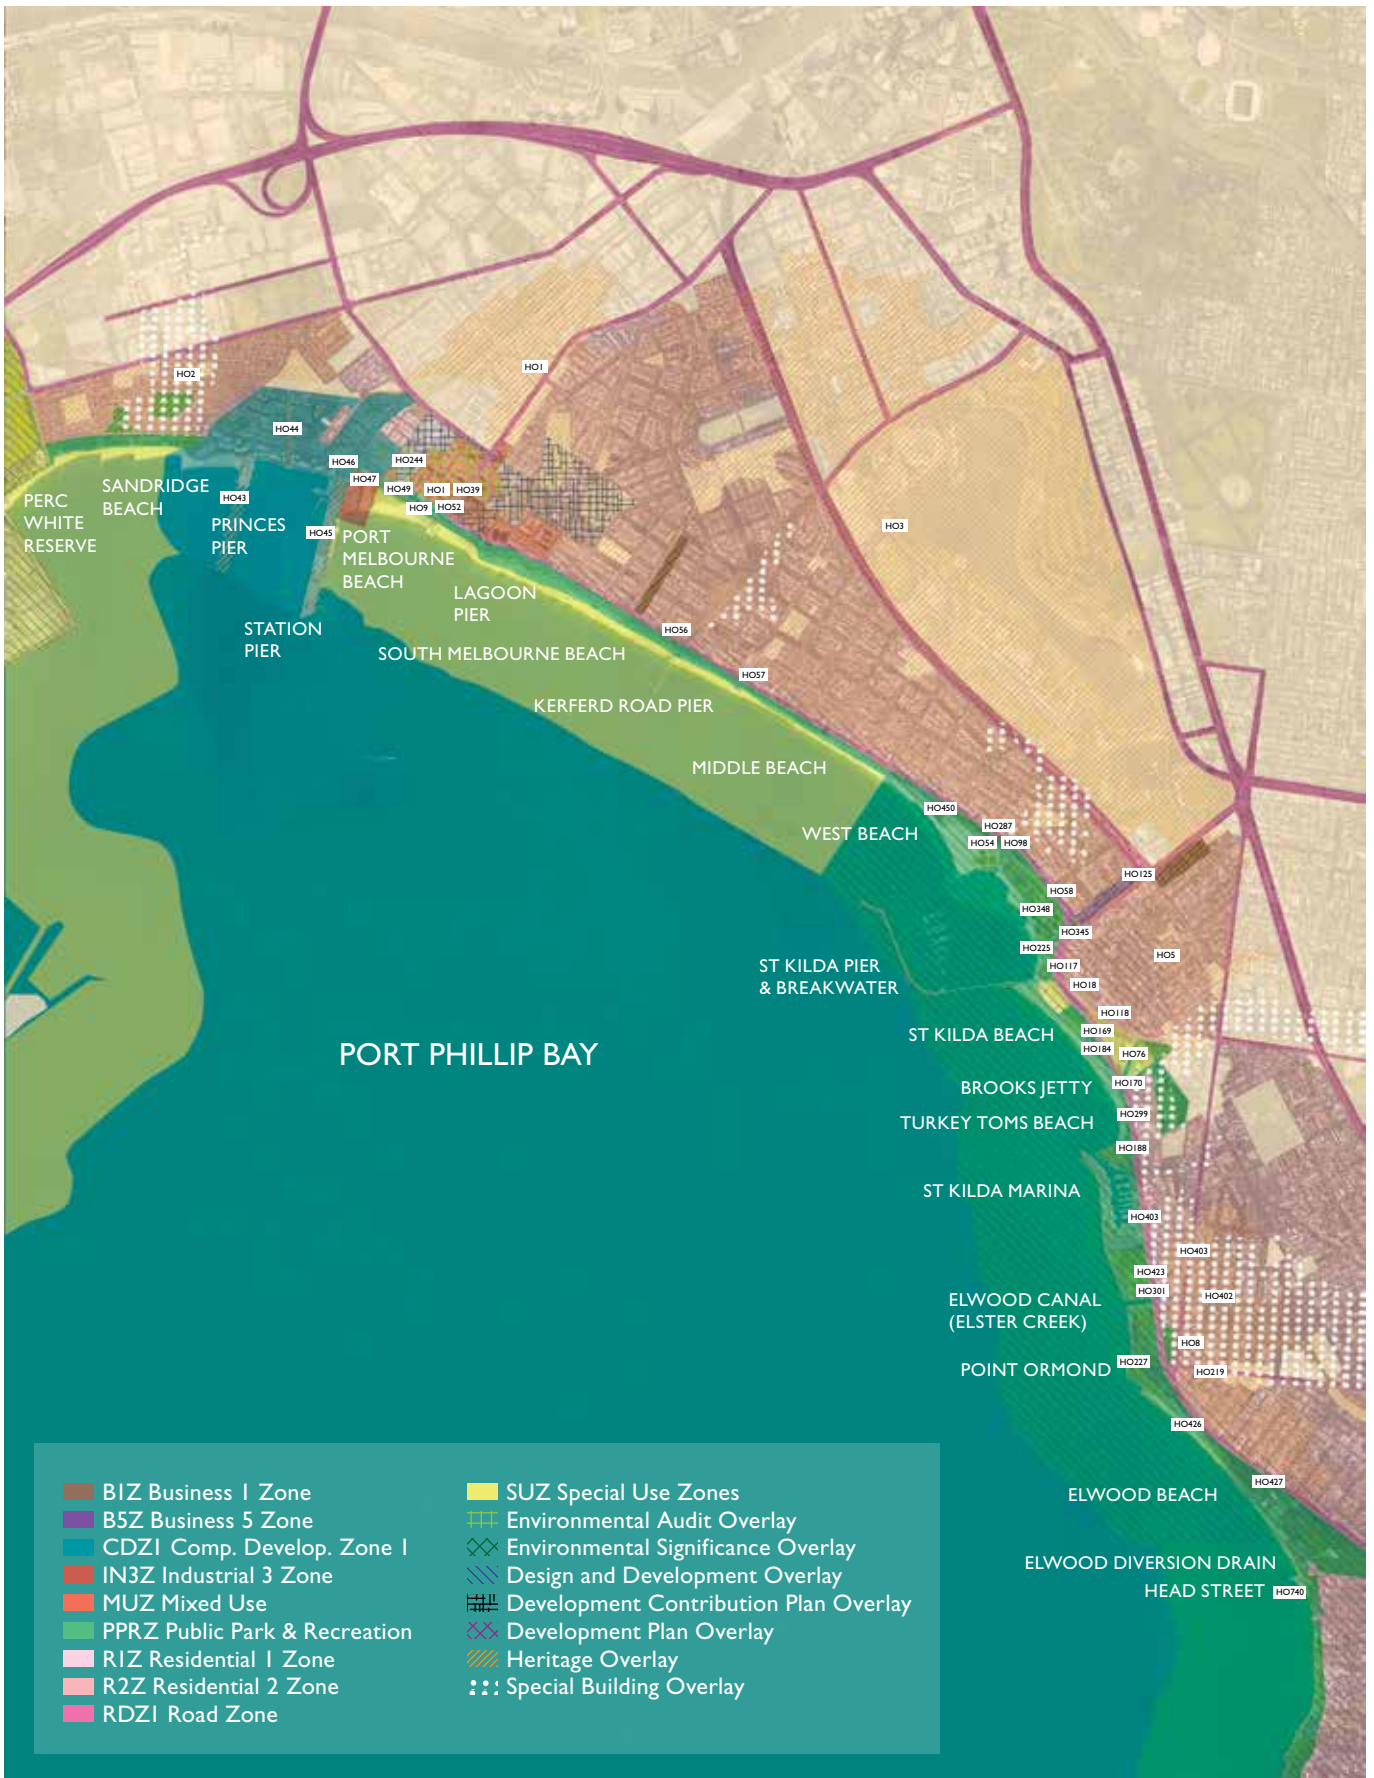 HO1
HO2
HO44
HO46
HO244
HO47
HO49
HO1
HO39
HO43
HO9
HO52
SANDRIDGE
BEACH
PERC
WHITE
RESERVE
PRINCES
PIER
HO45
PORT
MELBOURNE
BEACH
HO3
LAGOON
PIER
STATION
PIER
HO56
SOUTH MELBOURNE BEACH
HO57
KERFERD ROAD PIER
MIDDLE BEACH
HO450
WEST BEACH
HO287
HO54
HO98
HO125
HO58
HO348
HO345
HO225
HO5
HO117
ST KILDA PIER
& BREAKWATER
HO18
HO118
HO169
ST KILDA BEACH
HO184
HO76
PORT PHILLIP BAY
HO170
BROOKS JETTY
HO299
TURKEY TOMS BEACH
HO188
ST KILDA MARINA
HO403
HO403
HO423
HO301
HO402
ELWOOD CANAL
(ELSTER CREEK)
HO8
HO227
POINT ORMOND
HO219
HO426
HO427
ELWOOD BEACH
ELWOOD DIVERSION DRAIN
HEAD STREET
HO740
B1Z Business 1 Zone
B5Z Business 5 Zone
CDZ1 Comp. Develop. Zone 1
IN3Z Industrial 3 Zone
MUZ Mixed Use
PPRZ Public Park & Recreation
R1Z Residential 1 Zone
R2Z Residential 2 Zone
RDZ1 Road Zone
SUZ Special Use Zones
Environmental Audit Overlay
Environmental Significance Overlay
Design and Development Overlay
Development Contribution Plan Overlay
Development Plan Overlay
Heritage Overlay
Special Building Overlay